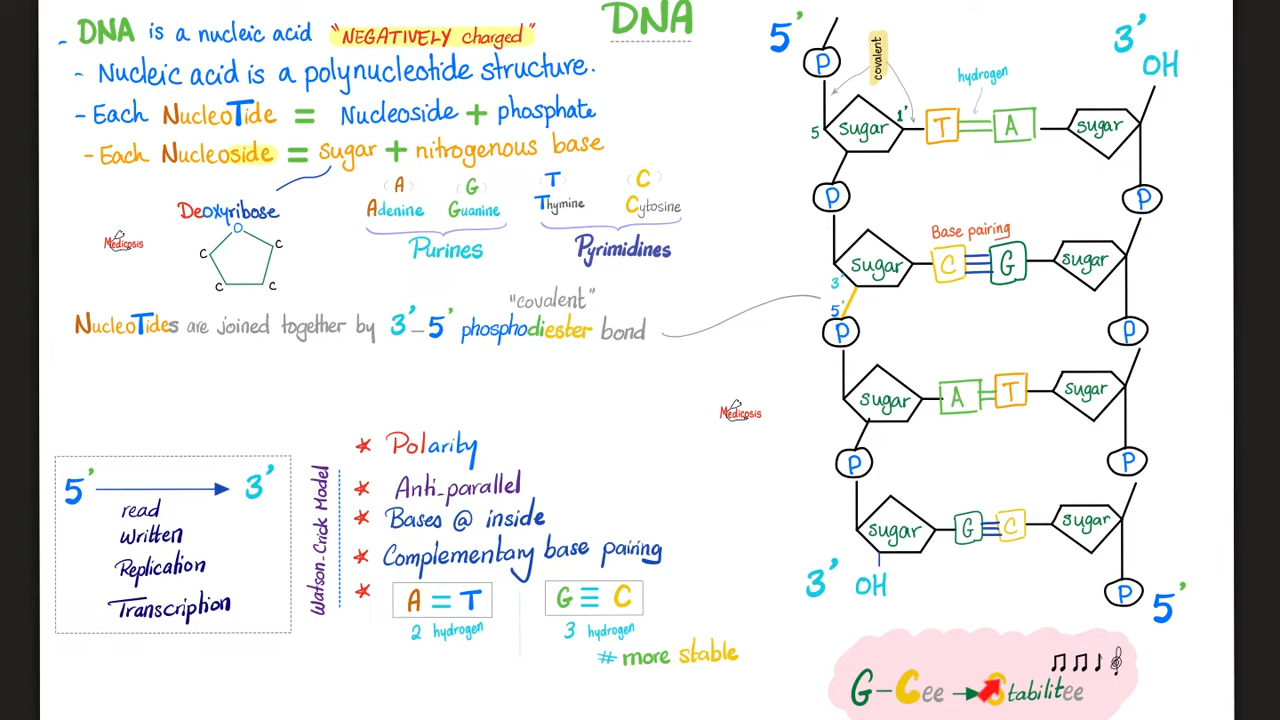 DNA
- DNA is a nucleic acid "NEGATIVELY charged"
- Nucleic acid is a polynucleotide structure.
- Each NucleoTide = Nucleoside + phosphate
- Each Nucleoside = sugar + nitrogenous base
Deoxyribose
O
C
C
C
C
Medicosis
A
Adenine
G
Guanine
T
Thymine
C
Cytosine
Purines
Pyrimidines
"covalent"
NucleoTides are joined together by 3'-5' phosphodiester bond
Medicosis
5' 3'
read
written
Replication
Transcription
Watson-Crick Model
* Polarity
* Anti-parallel
* Bases @ inside
* Complementary base pairing
* A = T
2 hydrogen
G ≡ C
3 hydrogen
# more stable
5'
3'
OH
P
covalent
hydrogen
5 sugar 1' T A sugar
P P
Base pairing
sugar C G sugar
3'
5'
P P
sugar A T sugar
P P
sugar G C sugar
3' OH
P 5'
G-Cee → Stabilitee